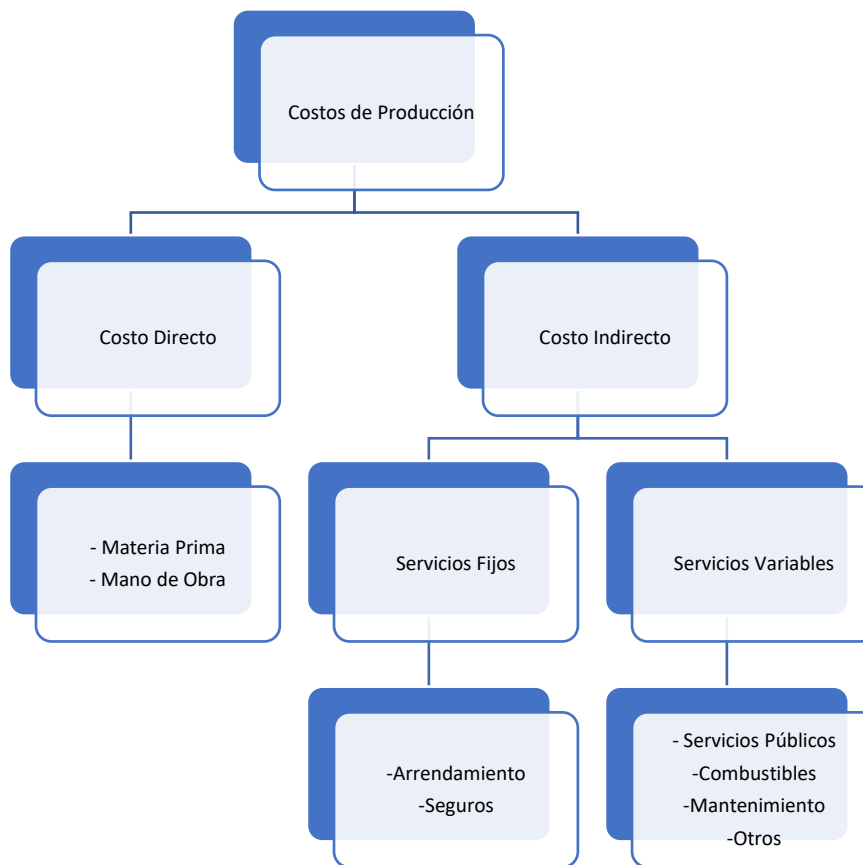 Costos de Producción
Costo Directo
Costo Indirecto
- Materia Prima
- Mano de Obra
Servicios Fijos
Servicios Variables
-Arrendamiento
-Seguros
- Servicios Públicos
-Combustibles
-Mantenimiento
-Otros